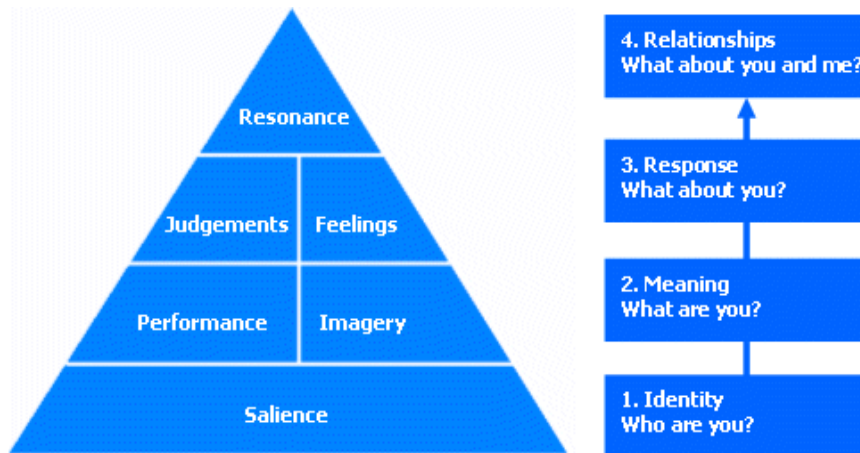 Resonance
Judgements
Feelings
Performance
Imagery
Salience
4. Relationships
What about you and me?
3. Response
What about you?
2. Meaning
What are you?
1. Identity
Who are you?